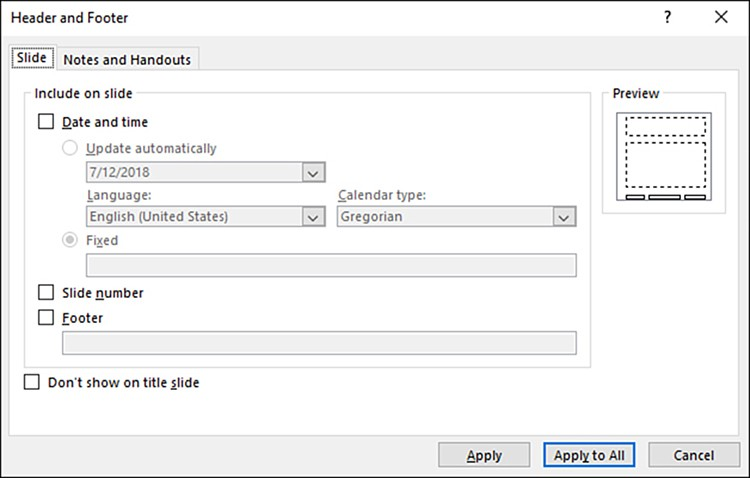 Header and Footer ?
Slide Notes and Handouts
Include on slide Preview
Date and time
Update automatically
7/12/2018
Language: Calendar type:
English (United States) Gregorian
Fixed
Slide number
Footer
Don't show on title slide
Apply Apply to All Cancel